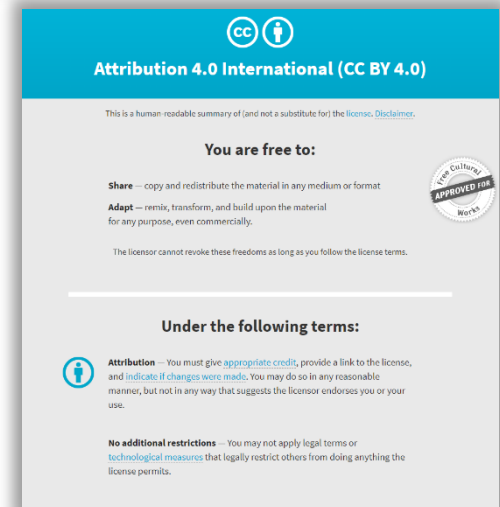 cc
Attribution 4.0 International (CC BY 4.0)
This is a human-readable summary of (and not a substitute for) the license. Disclaimer.
You are free to:
Share — copy and redistribute the material in any medium or format
Adapt — remix, transform, and build upon the material
for any purpose, even commercially.
Free Cultural
APPROVED FOR
Works
The licensor cannot revoke these freedoms as long as you follow the license terms.
Under the following terms:
Attribution — You must give appropriate credit, provide a link to the license,
and indicate if changes were made. You may do so in any reasonable
manner, but not in any way that suggests the licensor endorses you or your
use.
No additional restrictions — You may not apply legal terms or
technological measures that legally restrict others from doing anything the
license permits.